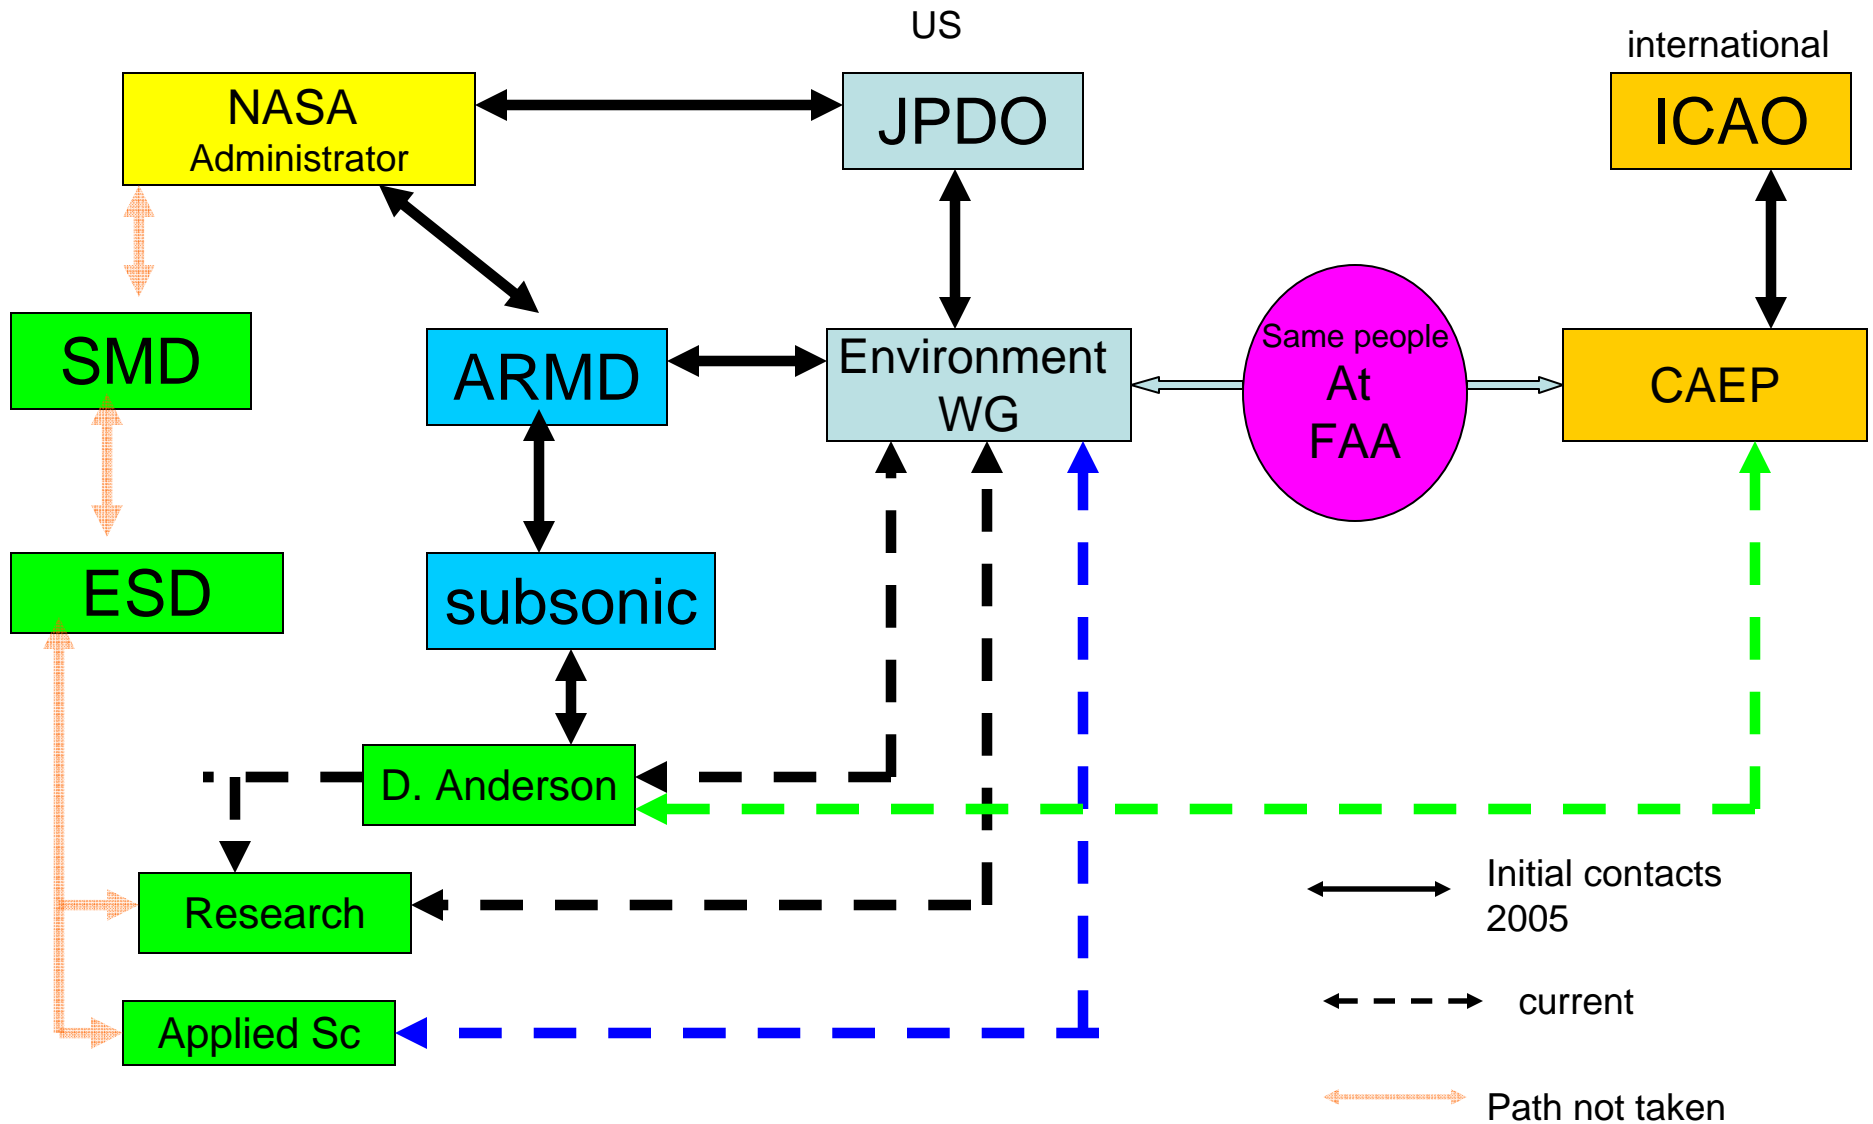 US
international
NASA
Administrator
JPDO
ICAO
SMD
ARMD
Environment
WG
Same people
At
FAA
CAEP
ESD
subsonic
D. Anderson
Research
Applied Sc
Initial contacts
2005
current
Path not taken